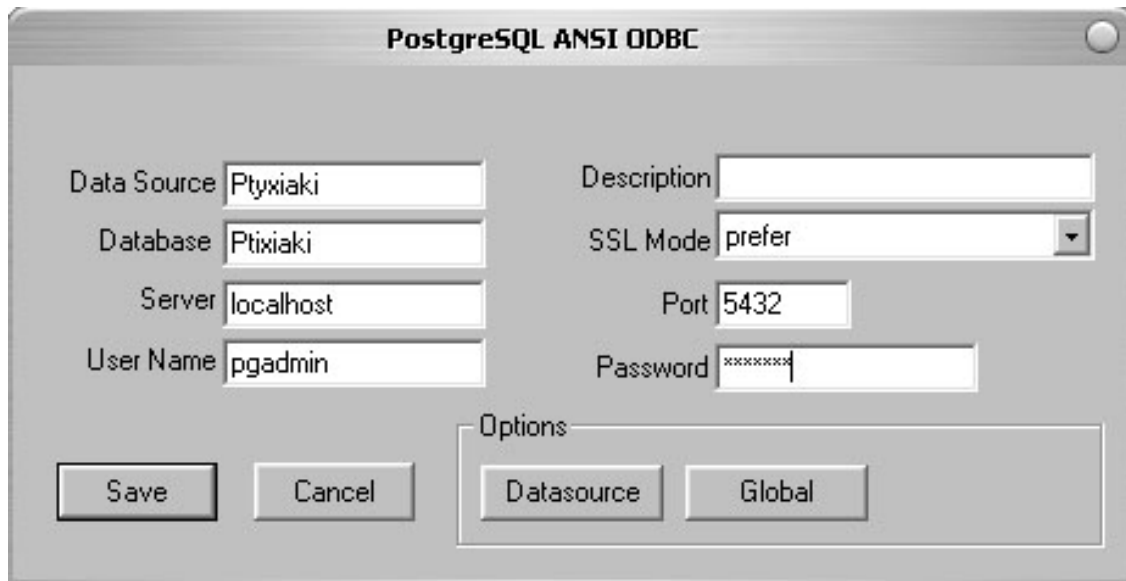 PostgreSQL ANSI ODBC
Data Source Ptyxiaki
Description
Database Ptixiaki
SSL Mode prefer
Server localhost
Port 5432
User Name pgadmin
Password *******
Options
Save
Cancel
Datasource
Global